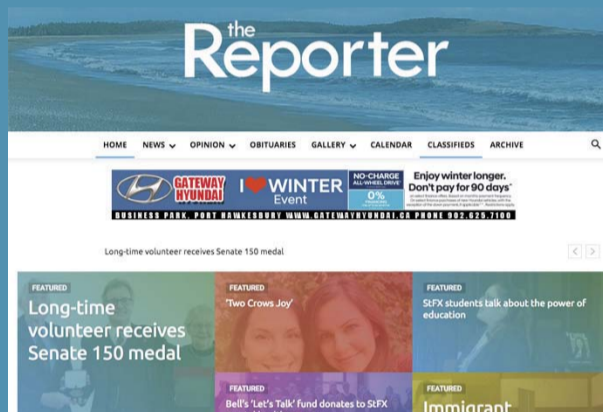 the
Reporter
HOME NEWS OPINION OBITUARIES GALLERY CALENDAR CLASSIFIEDS ARCHIVE
GATEWAY
HYUNDAI
I WINTER
Event
NO-CHARGE
ALL-WHEEL DRIVE
0%
Enjoy winter longer.
Don't pay for 90 days*
BUSINESS PARK, PORT HAWKESBURY WWW.GATEWAYHYUNDAI.CA PHONE 902.625.7100
Long-time volunteer receives Senate 150 medal
FEATURED
Long-time
volunteer receives
Senate 150 medal
FEATURED
'Two Crows Joy'
FEATURED
StFX students talk about the power of
education
FEATURED
Bell's 'Let's Talk' fund donates to StFX
FEATURED
Immigrant